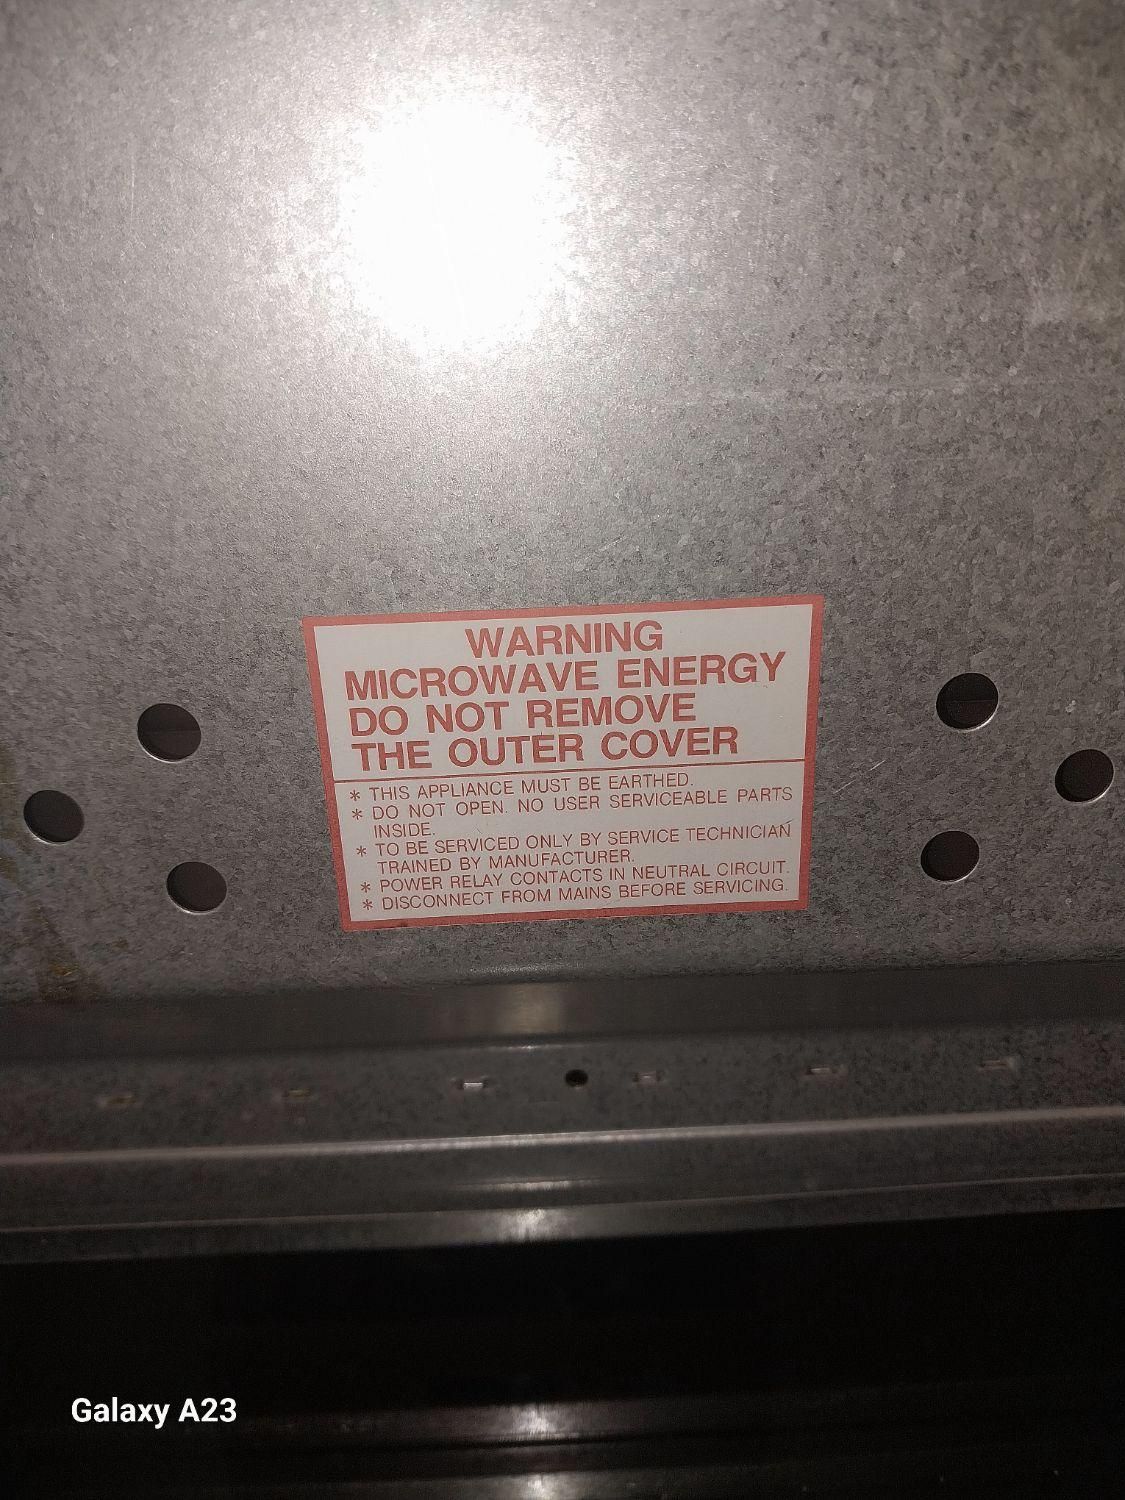 WARNING
MICROWAVE ENERGY
DO NOT REMOVE
THE OUTER COVER
* THIS APPLIANCE MUST BE EARTHED.
* DO NOT OPEN. NO USER SERVICEABLE PARTS
INSIDE.
* TO BE SERVICED ONLY BY SERVICE TECHNICIAN
TRAINED BY MANUFACTURER.
* POWER RELAY CONTACTS IN NEUTRAL CIRCUIT.
* DISCONNECT FROM MAINS BEFORE SERVICING.
Galaxy A23